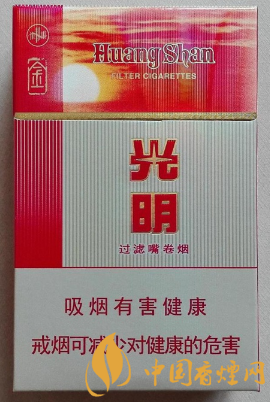 Huang Shan
FILTER CIGARETTES
金
光
明
过滤嘴卷烟
吸烟有害健康
戒烟可减少对健康的危害
中国香烟网